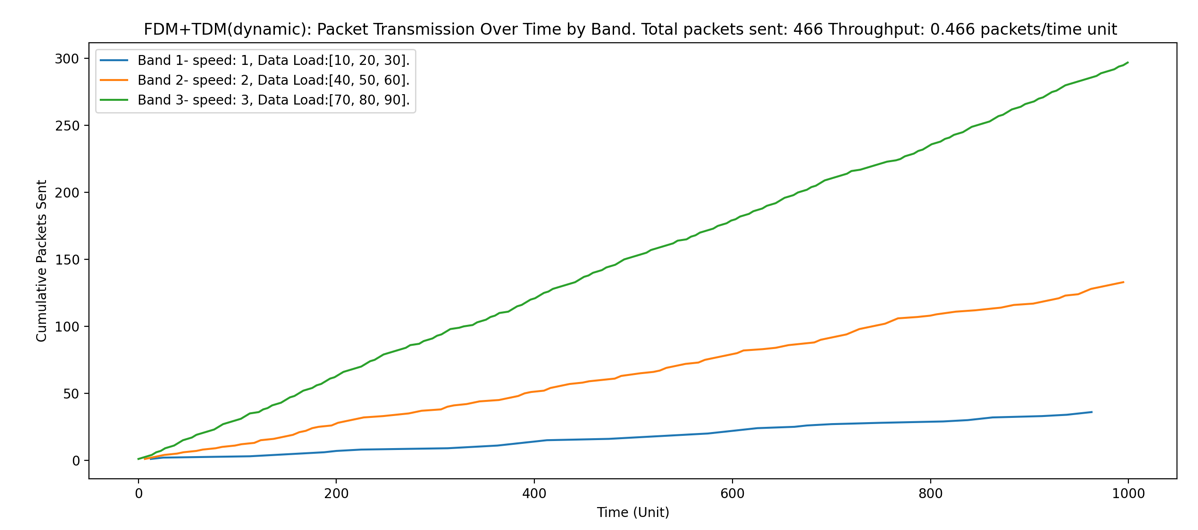 FDM+TDM(dynamic): Packet Transmission Over Time by Band. Total packets sent: 466 Throughput: 0.466 packets/time unit
Band 1- speed: 1, Data Load:[10, 20, 30].
Band 2- speed: 2, Data Load:[40, 50, 60].
Band 3- speed: 3, Data Load:[70, 80, 90].
300
250
200
150
100
50
0
Cumulative Packets Sent
0 200 400 600 800 1000
Time (Unit)